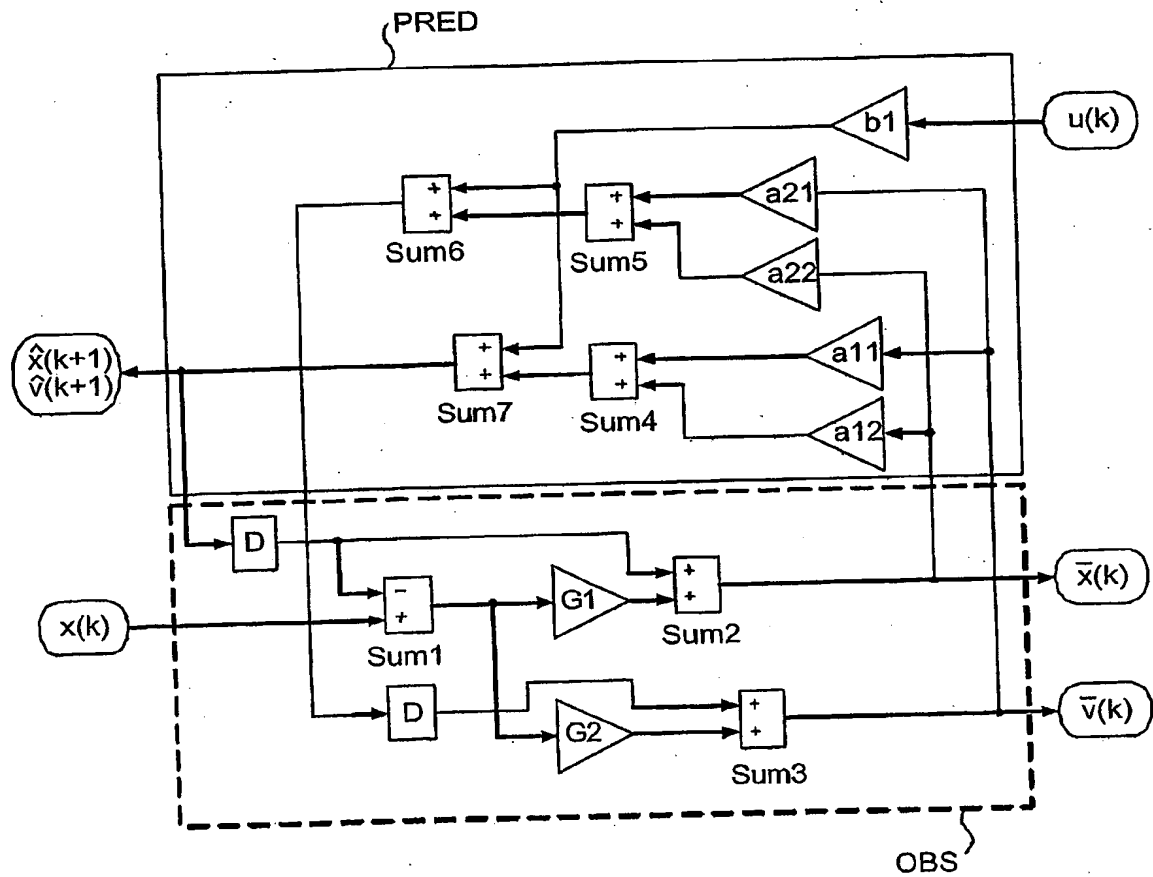 PRED
b1
u(k)
+
+
Sum6
+
+
Sum5
a21
a22
x̂(k+1)
v̂(k+1)
+
+
Sum7
+
+
Sum4
a11
a12
D
−
+
Sum1
G1
+
+
Sum2
x̄(k)
x(k)
D
G2
+
+
Sum3
v̄(k)
OBS